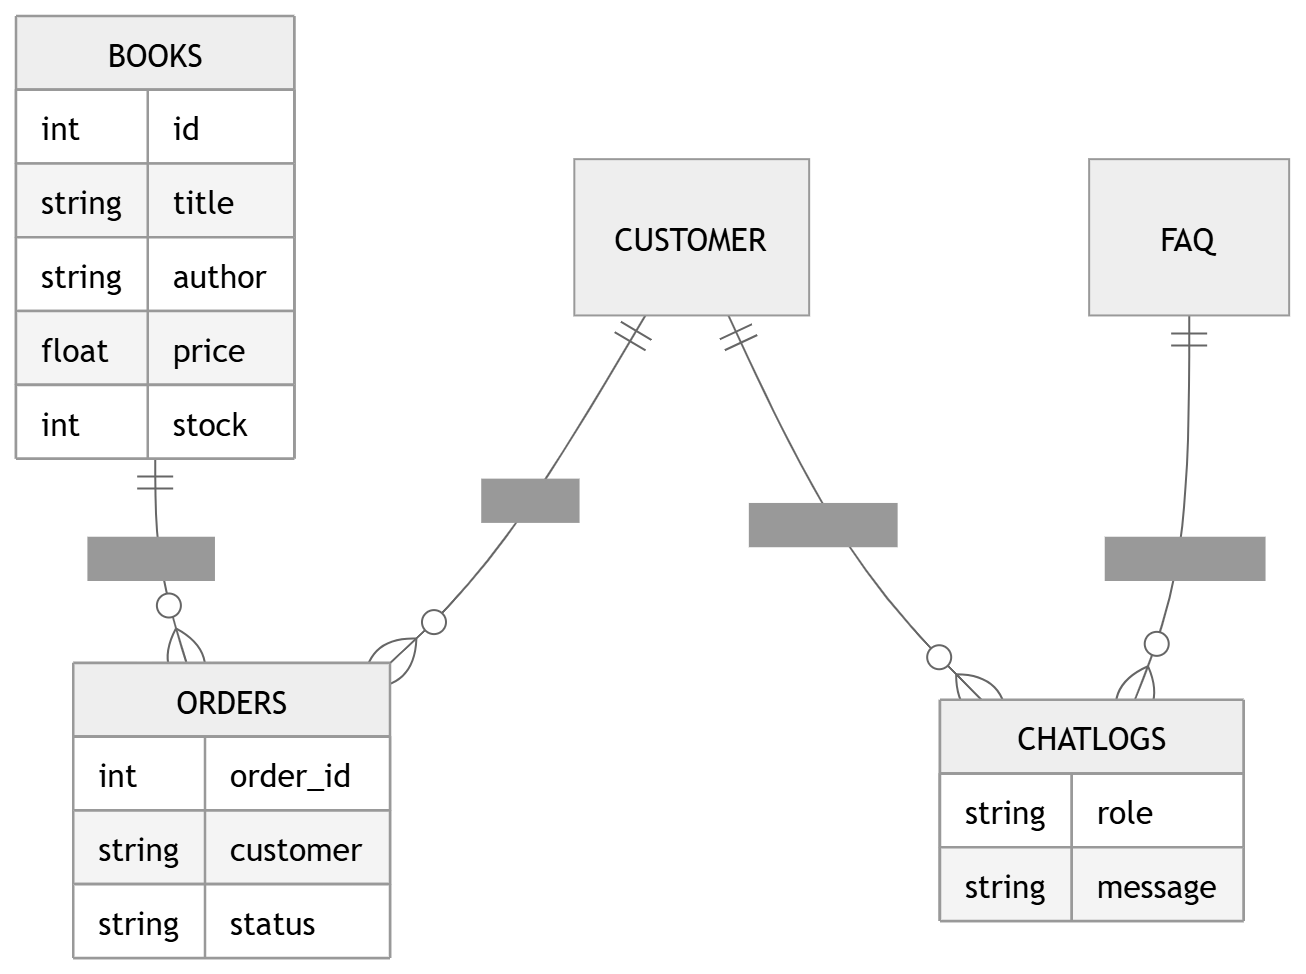 BOOKS
int id
string title
string author
float price
int stock
CUSTOMER
FAQ
ORDERS
int order_id
string customer
string status
CHATLOGS
string role
string message